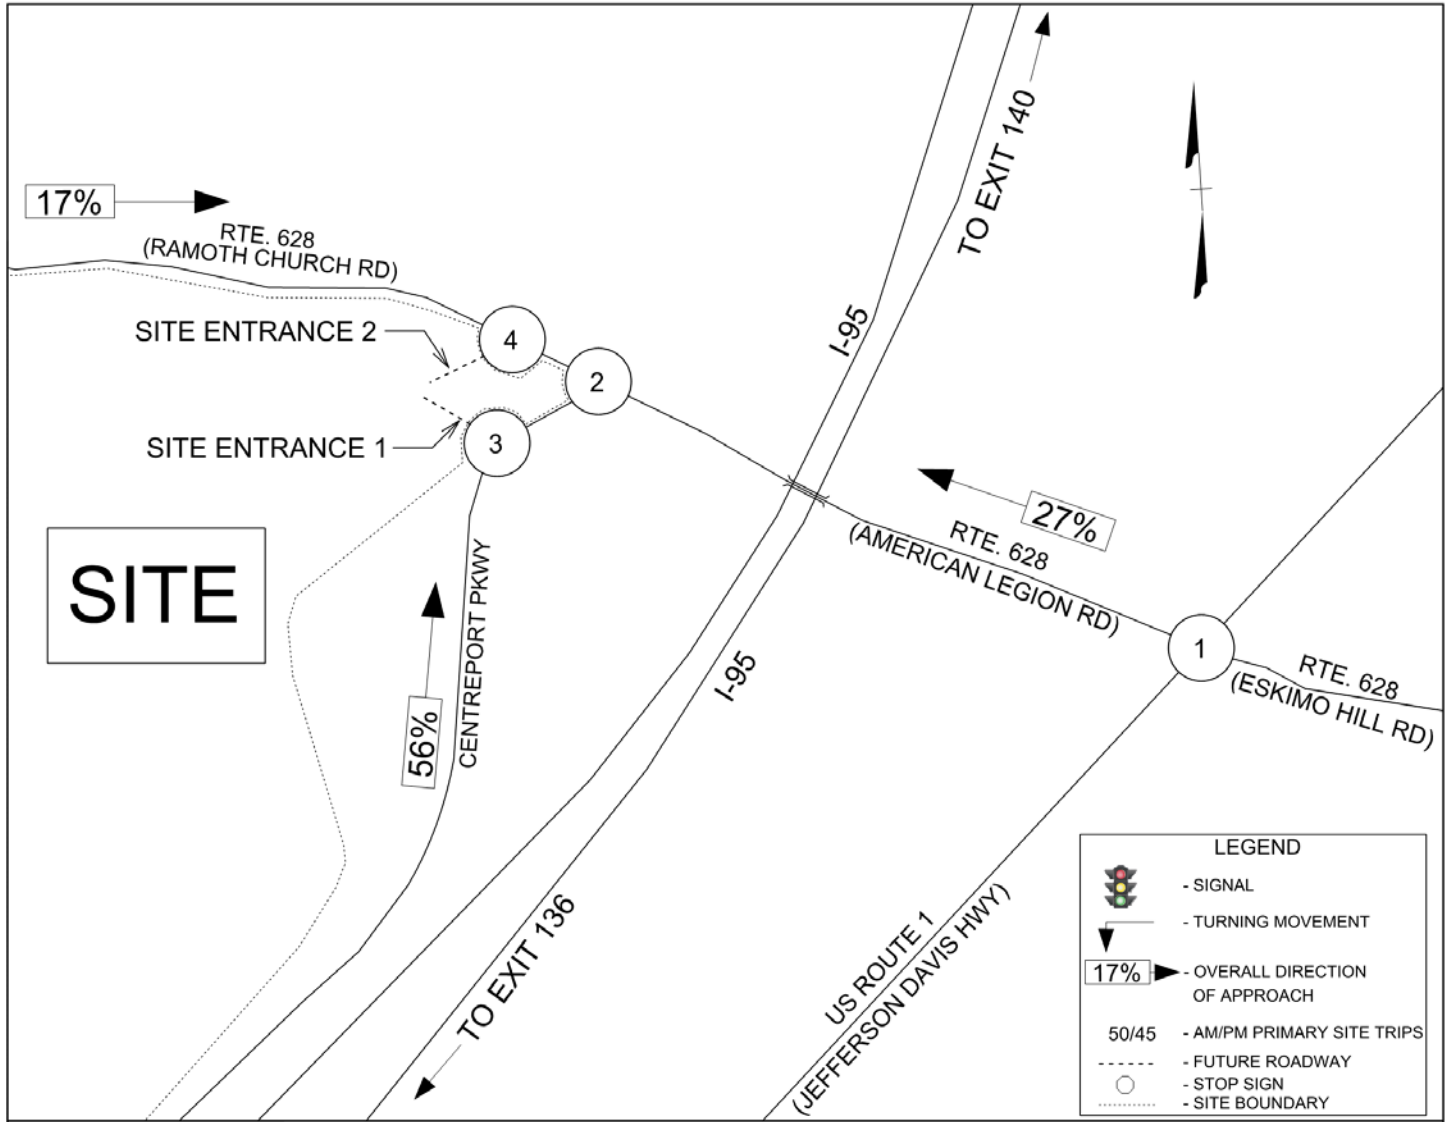 TO EXIT 140
17%
RTE. 628
(RAMOTH CHURCH RD)
SITE ENTRANCE 2
4
2
I-95
SITE ENTRANCE 1
3
27%
RTE. 628
(AMERICAN LEGION RD)
SITE
1
RTE. 628
(ESKIMO HILL RD)
CENTREPORT PKWY
56%
I-95
TO EXIT 136
US ROUTE 1
(JEFFERSON DAVIS HWY)
LEGEND
- SIGNAL
- TURNING MOVEMENT
17% - OVERALL DIRECTION
OF APPROACH
50/45 - AM/PM PRIMARY SITE TRIPS
- FUTURE ROADWAY
- STOP SIGN
- SITE BOUNDARY